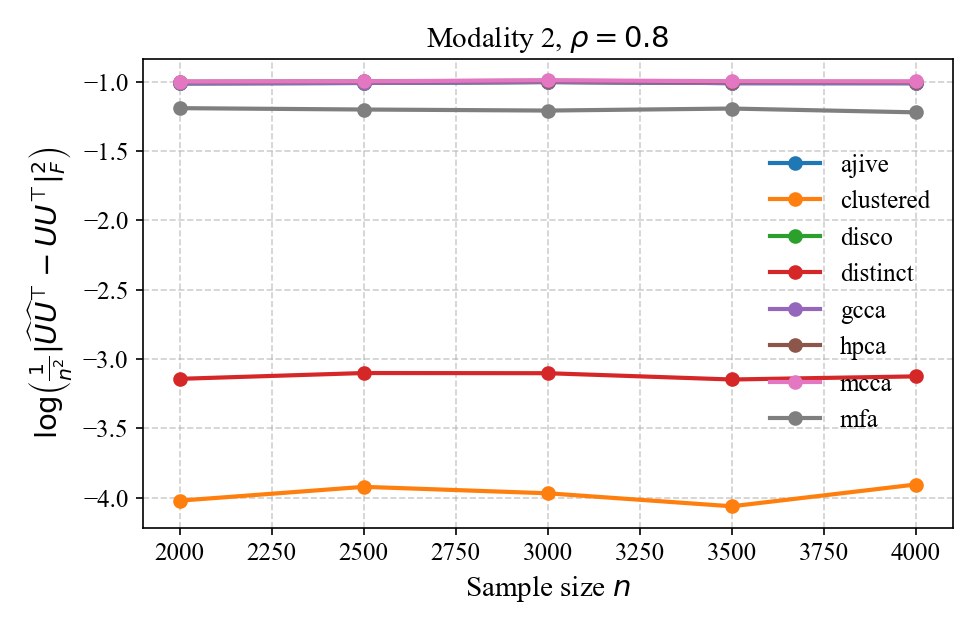 Modality 2, ρ = 0.8
log(1/n² |ÛÛ⊤ − UU⊤|²_F)
−1.0
−1.5
−2.0
−2.5
−3.0
−3.5
−4.0
ajive
clustered
disco
distinct
gcca
hpca
mcca
mfa
2000 2250 2500 2750 3000 3250 3500 3750 4000
Sample size n